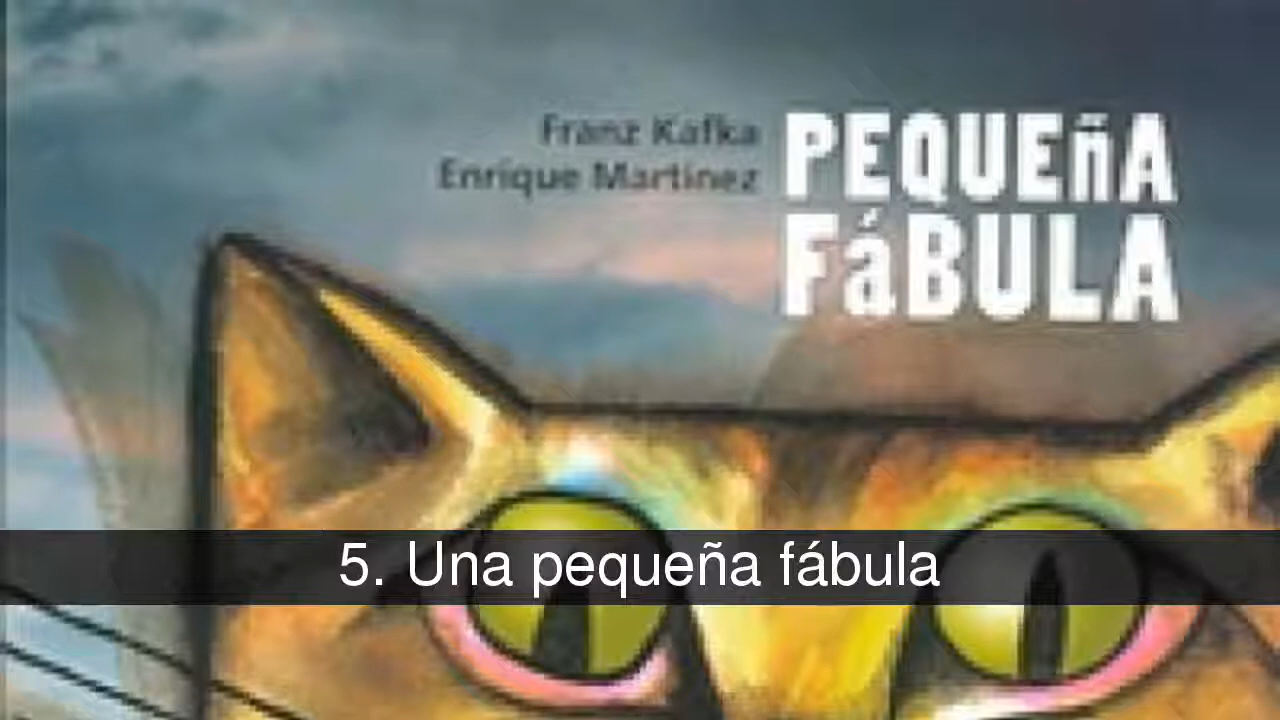 Franz Kafka
Enrique Martinez
PEQUEñA
FáBULA
5. Una pequeña fábula